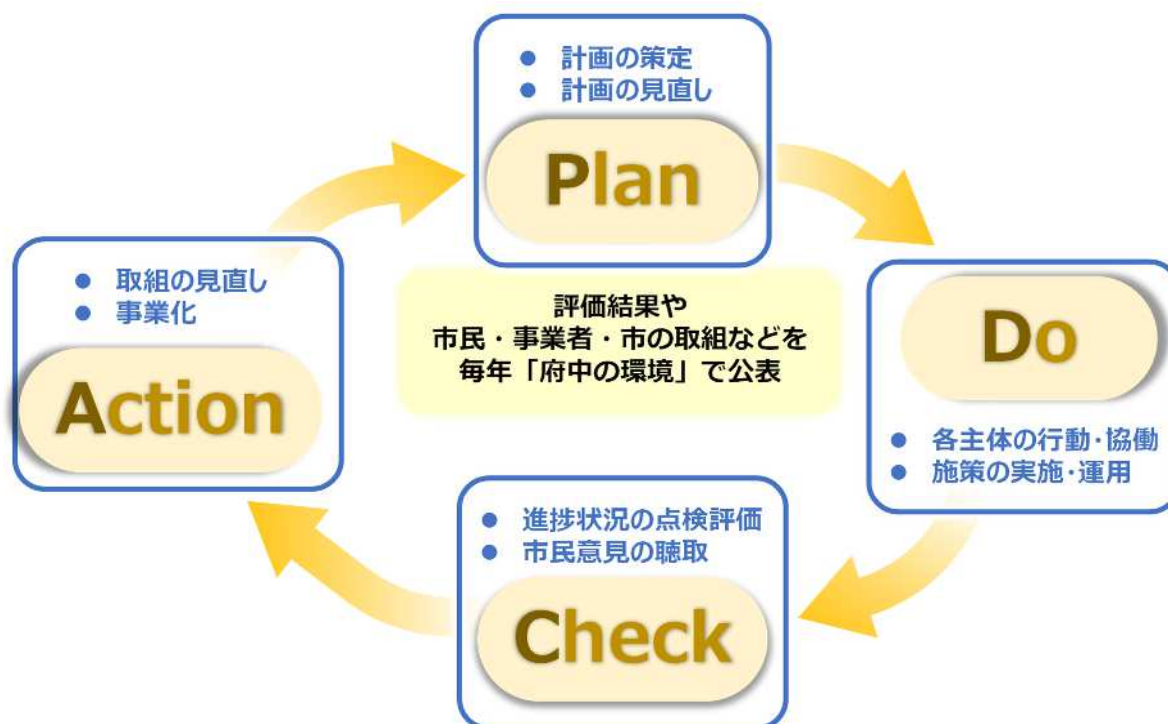 ● 計画の策定
● 計画の見直し
Plan
Do
● 各主体の行動・協働
● 施策の実施・運用
● 進捗状況の点検評価
● 市民意見の聴取
Check
● 取組の見直し
● 事業化
Action
評価結果や
市民・事業者・市の取組などを
毎年「府中の環境」で公表